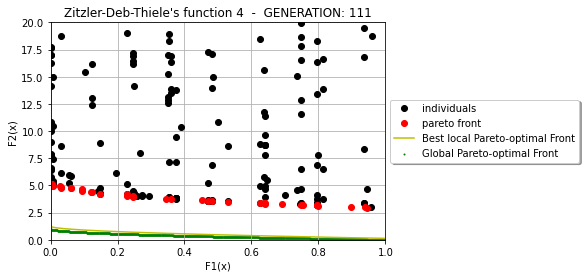 Zitzler-Deb-Thiele's function 4 - GENERATION: 111
F2(x)
20.0
17.5
15.0
12.5
10.0
7.5
5.0
2.5
0.0
0.0 0.2 0.4 0.6 0.8 1.0
F1(x)
individuals
pareto front
Best local Pareto-optimal Front
Global Pareto-optimal Front